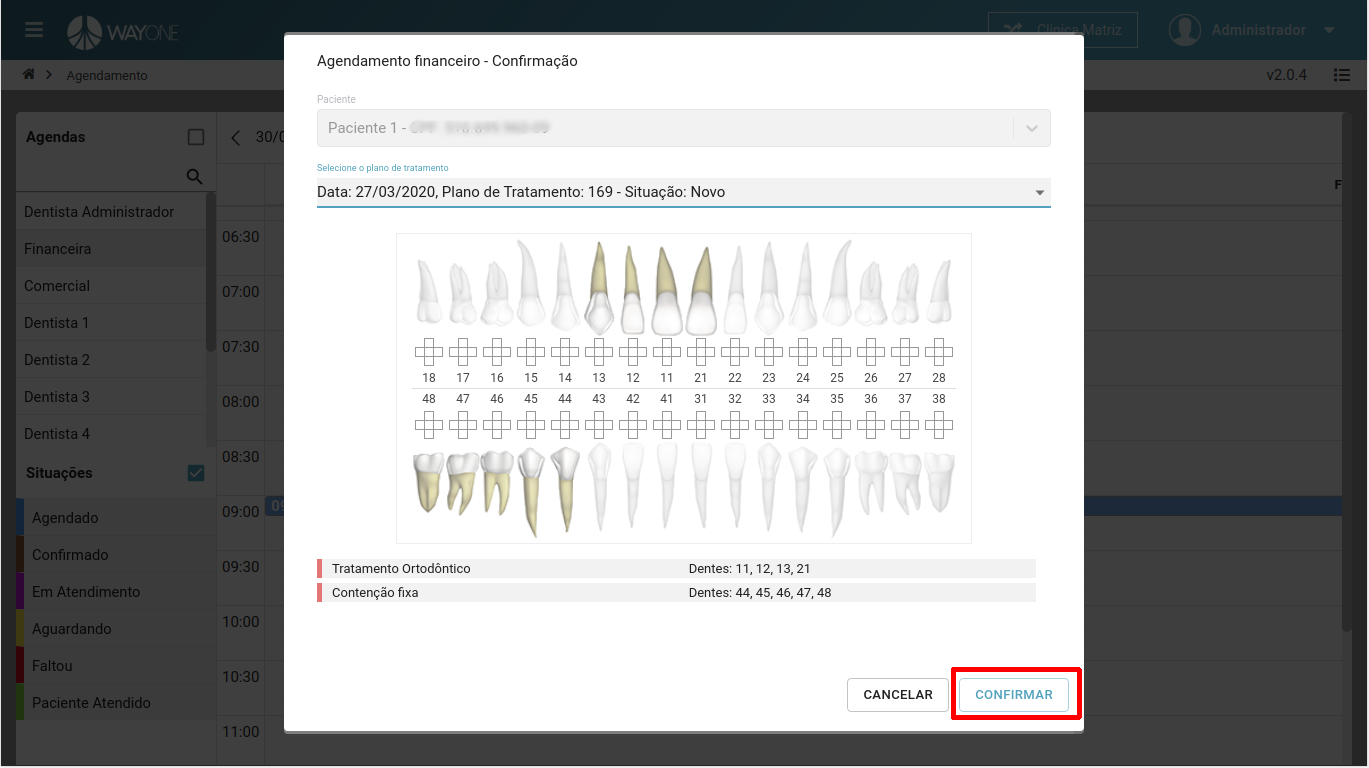 WAYONE
Clínica Matriz
Administrador
Agendamento
v2.0.4
Agendas
30/0
Dentista Administrador
Financeira
Comercial
Dentista 1
Dentista 2
Dentista 3
Dentista 4
Situações
Agendado
Confirmado
Em Atendimento
Aguardando
Faltou
Paciente Atendido
F
06:30
07:00
07:30
08:00
08:30
09:00
09:30
10:00
10:30
11:00
Agendamento financeiro - Confirmação
Paciente
Paciente 1 -
Selecione o plano de tratamento
Data: 27/03/2020, Plano de Tratamento: 169 - Situação: Novo
18 17 16 15 14 13 12 11 21 22 23 24 25 26 27 28
48 47 46 45 44 43 42 41 31 32 33 34 35 36 37 38
Tratamento Ortodôntico Dentes: 11, 12, 13, 21
Contenção fixa Dentes: 44, 45, 46, 47, 48
CANCELAR CONFIRMAR